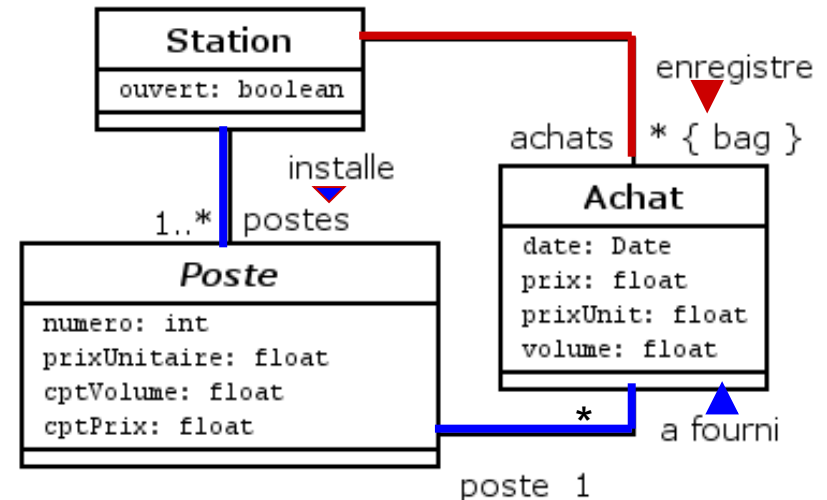 Station
ouvert: boolean
enregistre
achats * { bag }
installe
1..* postes
Achat
date: Date
prix: float
prixUnit: float
volume: float
Poste
numero: int
prixUnitaire: float
cptVolume: float
cptPrix: float
*
a fourni
poste 1